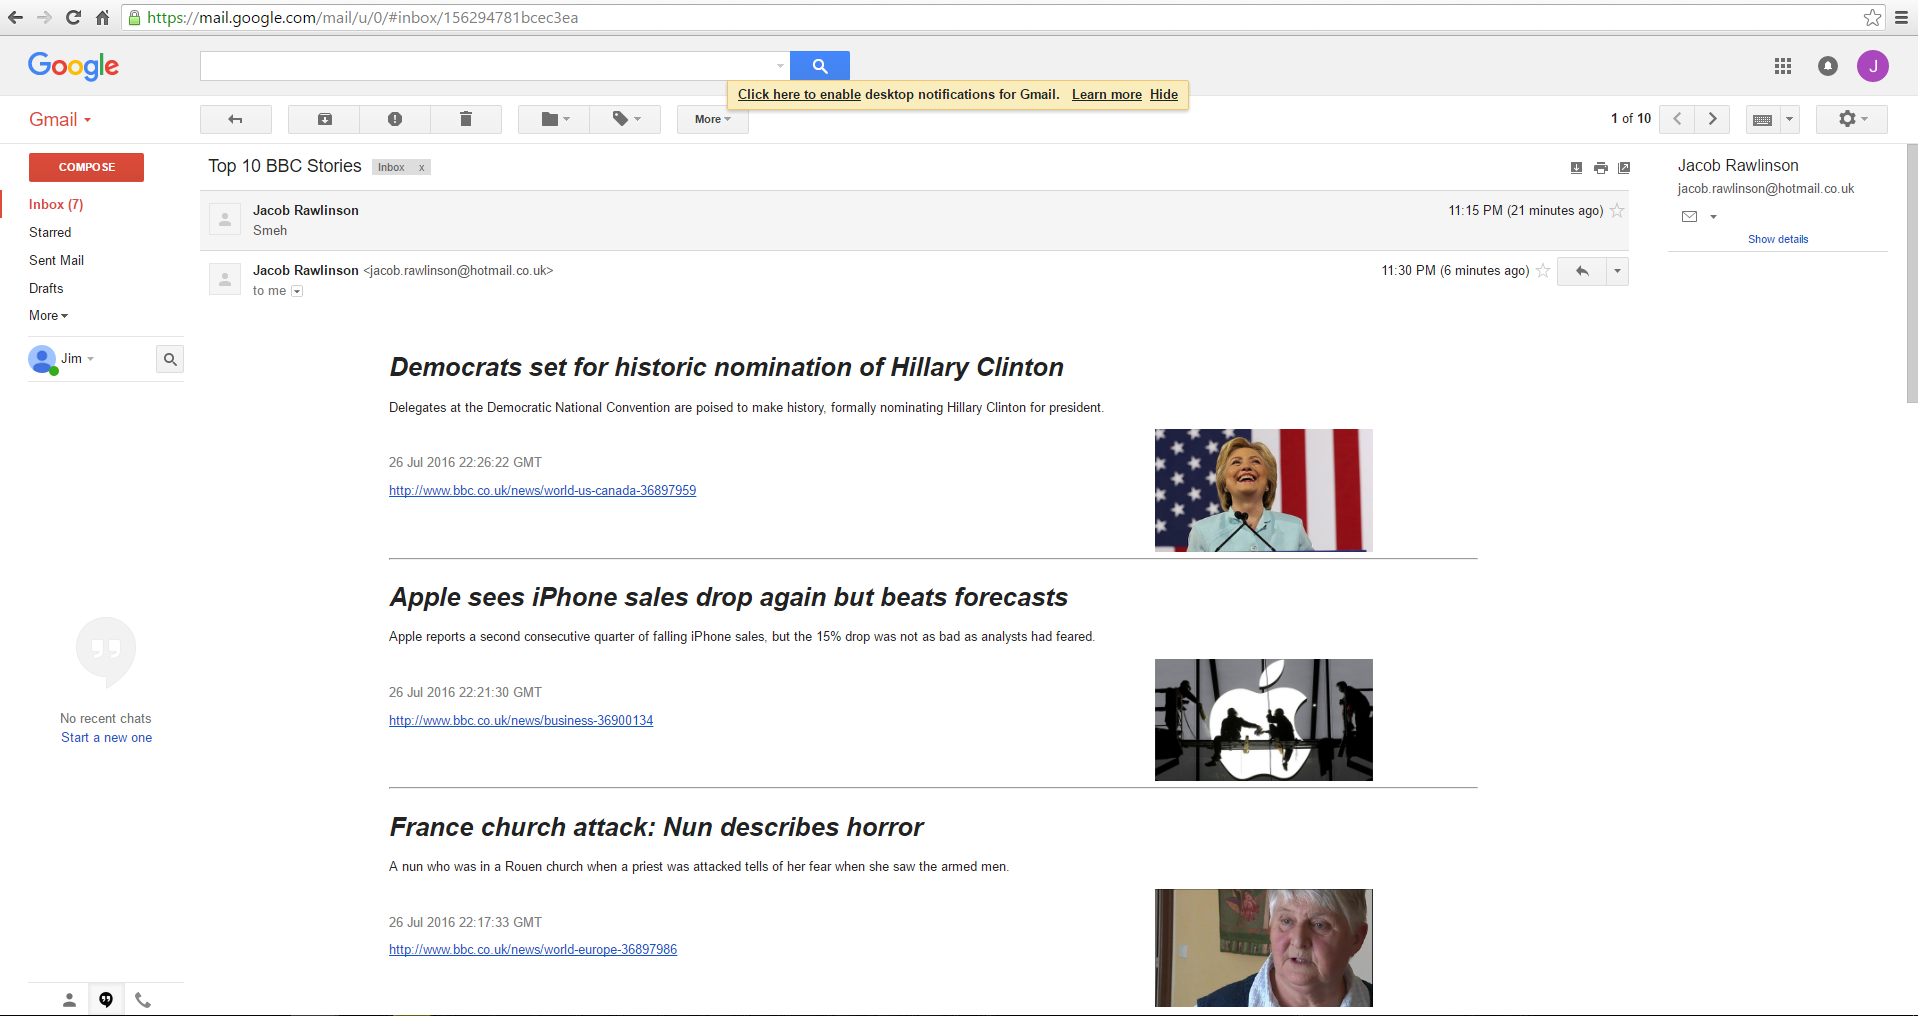 https://mail.google.com/mail/u/0/#inbox/156294781bcec3ea
Google
J
Click here to enable desktop notifications for Gmail. Learn more Hide
Gmail
More
1 of 10
COMPOSE
Inbox (7)
Starred
Sent Mail
Drafts
More
Jim
No recent chats
Start a new one
Top 10 BBC Stories Inbox x
Jacob Rawlinson 11:15 PM (21 minutes ago)
Smeh
Jacob Rawlinson <jacob.rawlinson@hotmail.co.uk> 11:30 PM (6 minutes ago)
to me
Democrats set for historic nomination of Hillary Clinton
Delegates at the Democratic National Convention are poised to make history, formally nominating Hillary Clinton for president.
26 Jul 2016 22:26:22 GMT
http://www.bbc.co.uk/news/world-us-canada-36897959
Apple sees iPhone sales drop again but beats forecasts
Apple reports a second consecutive quarter of falling iPhone sales, but the 15% drop was not as bad as analysts had feared.
26 Jul 2016 22:21:30 GMT
http://www.bbc.co.uk/news/business-36900134
France church attack: Nun describes horror
A nun who was in a Rouen church when a priest was attacked tells of her fear when she saw the armed men.
26 Jul 2016 22:17:33 GMT
http://www.bbc.co.uk/news/world-europe-36897986
Jacob Rawlinson
jacob.rawlinson@hotmail.co.uk
Show details